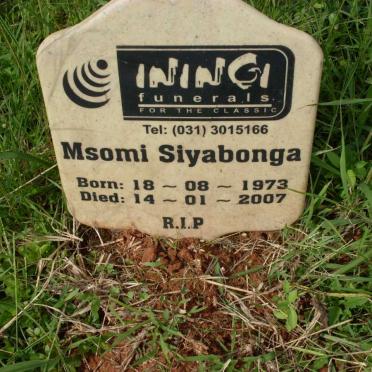 ININGI
funerals
FOR THE CLASSIC
Tel: (031) 3015166
Msomi Siyabonga
Born: 18 ~ 08 ~ 1973
Died: 14 ~ 01 ~ 2007
R.I.P